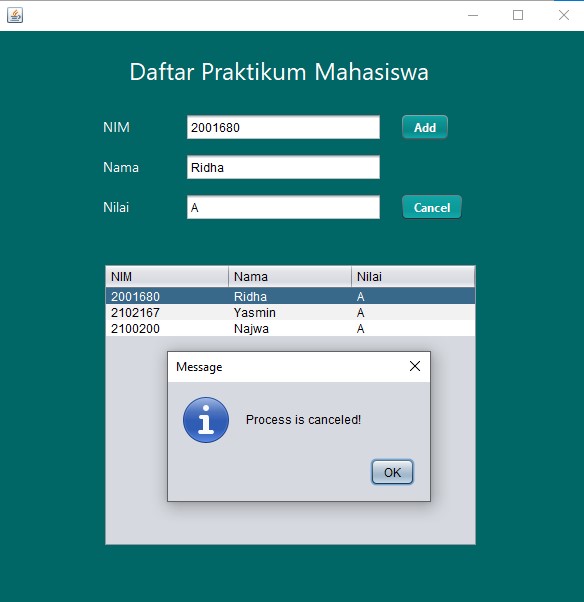 Daftar Praktikum Mahasiswa
NIM 2001680 Add
Nama Ridha
Nilai A Cancel
NIM Nama Nilai
2001680 Ridha A
2102167 Yasmin A
2100200 Najwa A
Message
Process is canceled!
OK